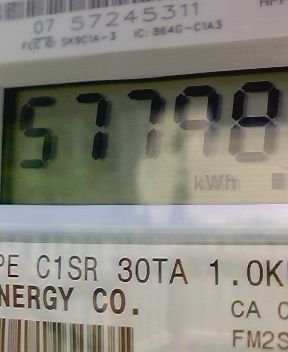 07 57245311
FCC ID: SK9C1A-3 IC: 864G-C1A3
57798
kWh
PE C1SR 30TA 1.0K
NERGY CO.
CA 0
FM2S